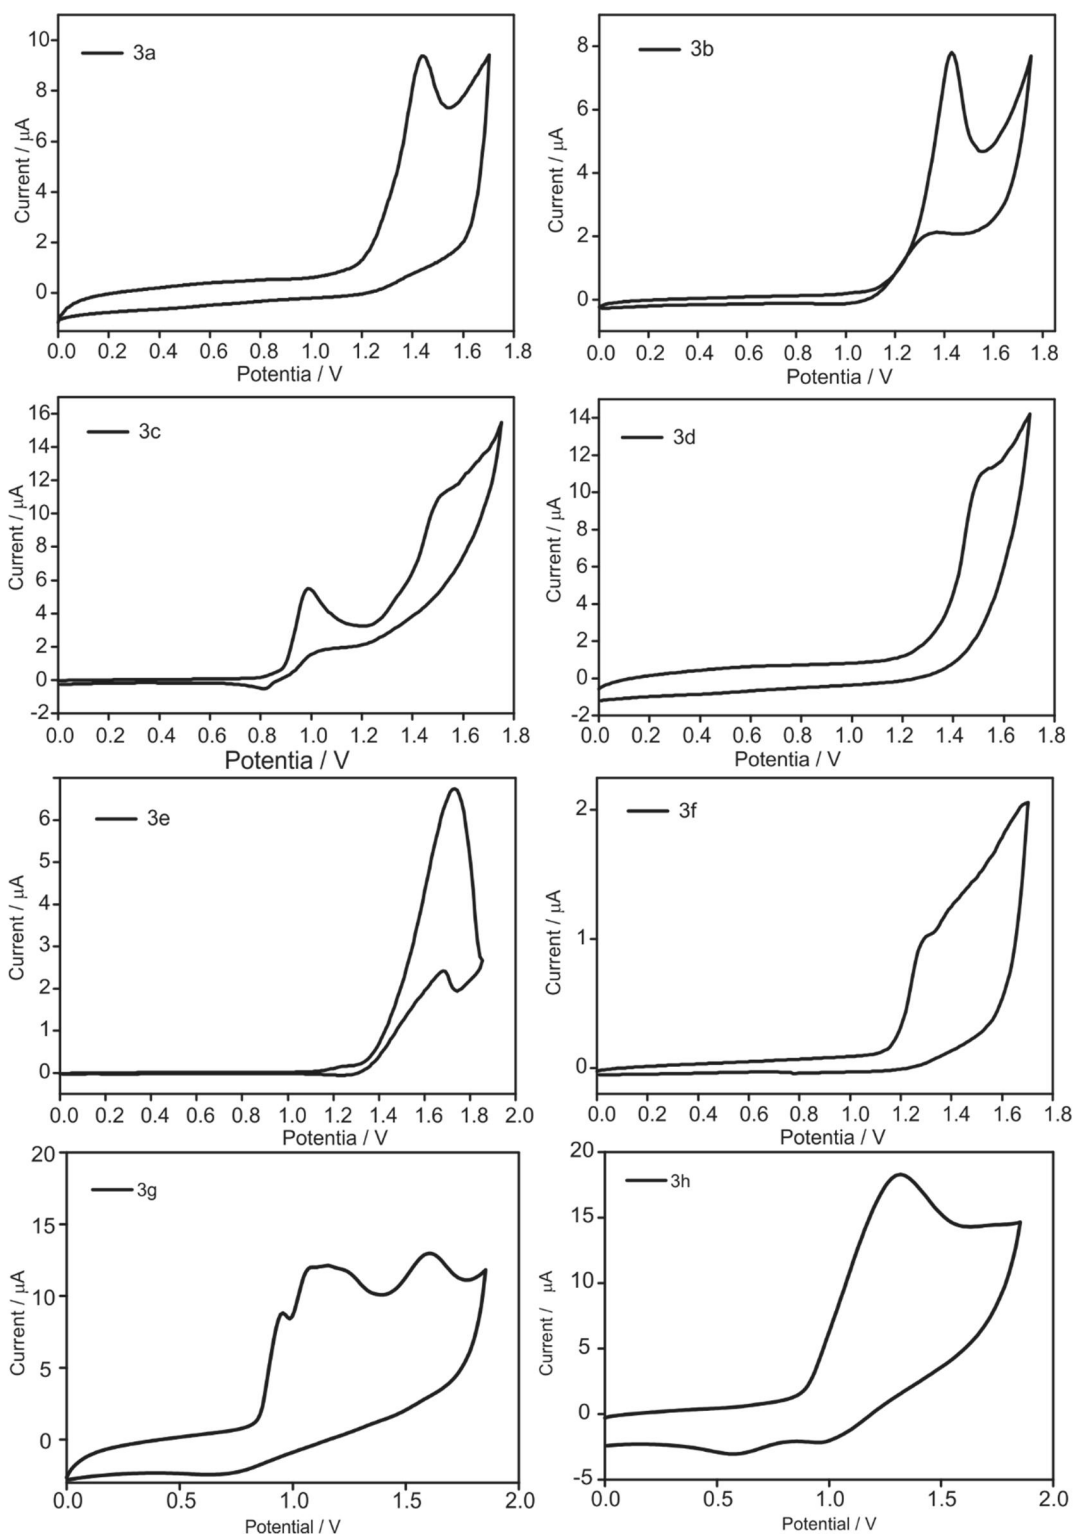 3a
10
8
6
4
2
0
Current / μA
0.0 0.2 0.4 0.6 0.8 1.0 1.2 1.4 1.6 1.8
Potentia / V
3b
8
6
4
2
0
Current / μA
0.0 0.2 0.4 0.6 0.8 1.0 1.2 1.4 1.6 1.8
Potentia / V
3c
16
14
12
10
8
6
4
2
0
-2
Current / μA
0.0 0.2 0.4 0.6 0.8 1.0 1.2 1.4 1.6 1.8
Potentia / V
3d
14
12
10
8
6
4
2
0
-2
Current / μA
0.0 0.2 0.4 0.6 0.8 1.0 1.2 1.4 1.6 1.8
Potentia / V
3e
6
5
4
3
2
1
0
Current / μA
0.0 0.2 0.4 0.6 0.8 1.0 1.2 1.4 1.6 1.8 2.0
Potentia / V
3f
2
1
0
Current / μA
0.0 0.2 0.4 0.6 0.8 1.0 1.2 1.4 1.6 1.8
Potentia / V
3g
20
15
10
5
0
Current / μA
0.0 0.5 1.0 1.5 2.0
Potential / V
3h
20
15
10
5
0
-5
Current / μA
0.0 0.5 1.0 1.5 2.0
Potential / V